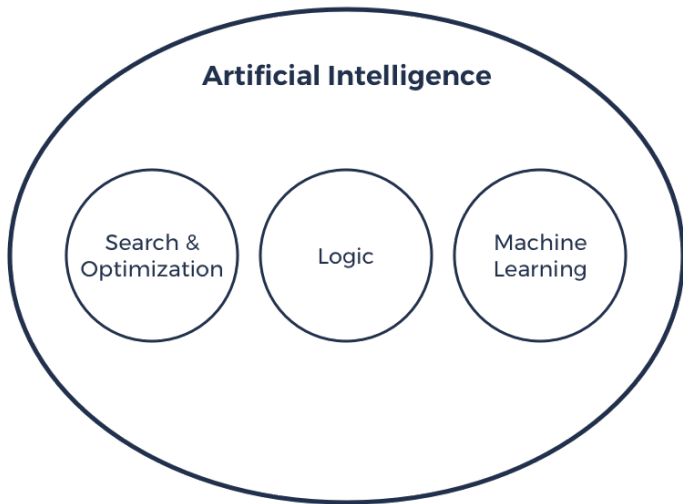 Artificial Intelligence
Search &
Optimization
Logic
Machine
Learning